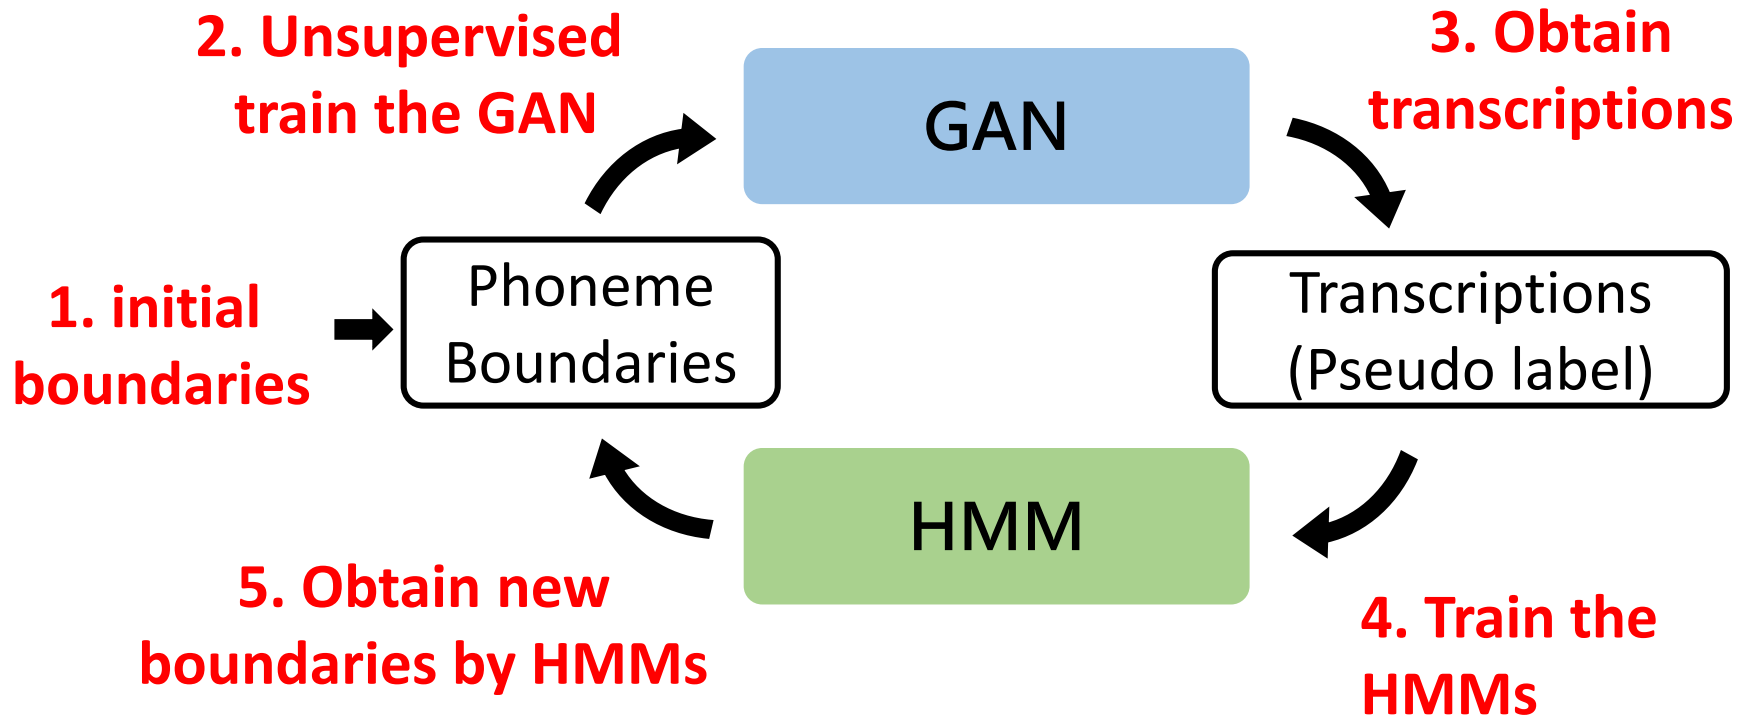 2. Unsupervised
train the GAN
GAN
3. Obtain
transcriptions
1. initial
boundaries
Phoneme
Boundaries
Transcriptions
(Pseudo label)
HMM
5. Obtain new
boundaries by HMMs
4. Train the
HMMs